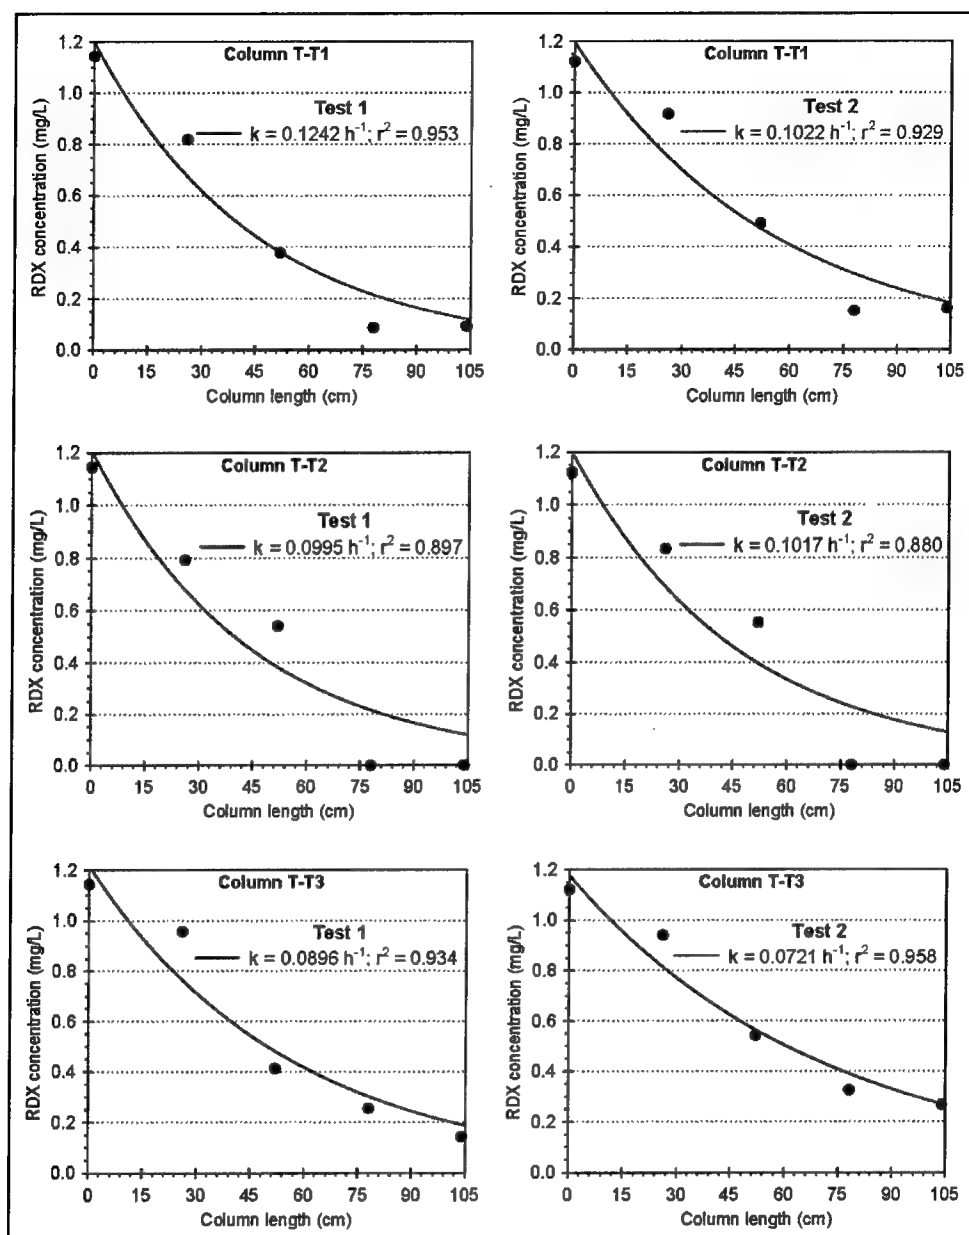 Column T-T1
Test 1
k = 0.1242 h⁻¹; r² = 0.953
RDX concentration (mg/L)
1.2
1.0
0.8
0.6
0.4
0.2
0.0
0 15 30 45 60 75 90 105
Column length (cm)
Column T-T1
Test 2
k = 0.1022 h⁻¹; r² = 0.929
RDX concentration (mg/L)
1.2
1.0
0.8
0.6
0.4
0.2
0.0
0 15 30 45 60 75 90 105
Column length (cm)
Column T-T2
Test 1
k = 0.0995 h⁻¹; r² = 0.897
RDX concentration (mg/L)
1.2
1.0
0.8
0.6
0.4
0.2
0.0
0 15 30 45 60 75 90 105
Column length (cm)
Column T-T2
Test 2
k = 0.1017 h⁻¹; r² = 0.880
RDX concentration (mg/L)
1.2
1.0
0.8
0.6
0.4
0.2
0.0
0 15 30 45 60 75 90 105
Column length (cm)
Column T-T3
Test 1
k = 0.0896 h⁻¹; r² = 0.934
RDX concentration (mg/L)
1.2
1.0
0.8
0.6
0.4
0.2
0.0
0 15 30 45 60 75 90 105
Column length (cm)
Column T-T3
Test 2
k = 0.0721 h⁻¹; r² = 0.958
RDX concentration (mg/L)
1.2
1.0
0.8
0.6
0.4
0.2
0.0
0 15 30 45 60 75 90 105
Column length (cm)